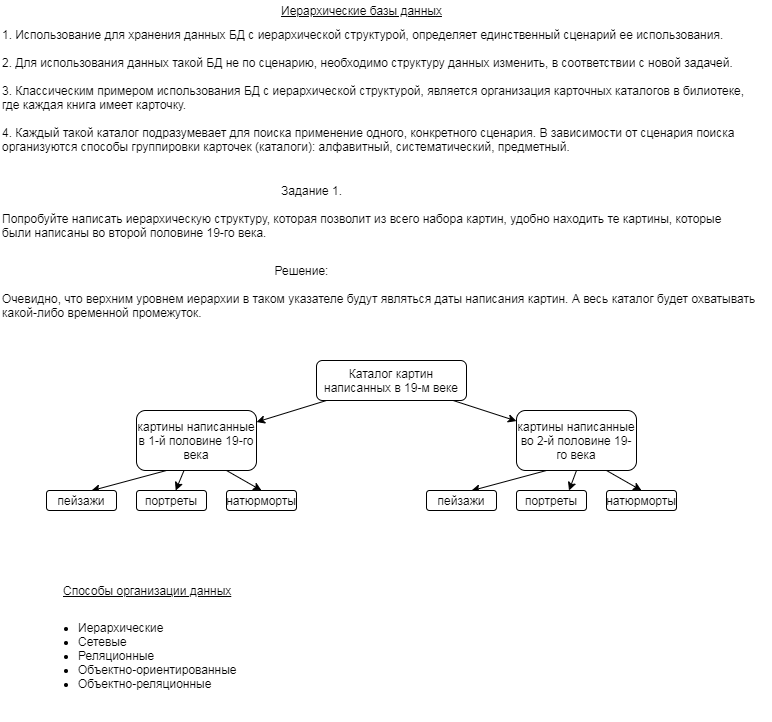 Иерархические базы данных
1. Использование для хранения данных БД с иерархической структурой, определяет единственный сценарий ее использования.
2. Для использования данных такой БД не по сценарию, необходимо структуру данных изменить, в соответствии с новой задачей.
3. Классическим примером использования БД с иерархической структурой, является организация карточных каталогов в билиотеке,
где каждая книга имеет карточку.
4. Каждый такой каталог подразумевает для поиска применение одного, конкретного сценария. В зависимости от сценария поиска
организуются способы группировки карточек (каталоги): алфавитный, систематический, предметный.
Задание 1.
Попробуйте написать иерархическую структуру, которая позволит из всего набора картин, удобно находить те картины, которые
были написаны во второй половине 19-го века.
Решение:
Очевидно, что верхним уровнем иерархии в таком указателе будут являться даты написания картин. А весь каталог будет охватывать
какой-либо временной промежуток.
Каталог картин
написанных в 19-м веке
картины написанные
в 1-й половине 19-го
века
картины написанные
во 2-й половине 19-
го века
пейзажи
портреты
натюрморты
пейзажи
портреты
натюрморты
Способы организации данных
• Иерархические
• Сетевые
• Реляционные
• Объектно-ориентированные
• Объектно-реляционные